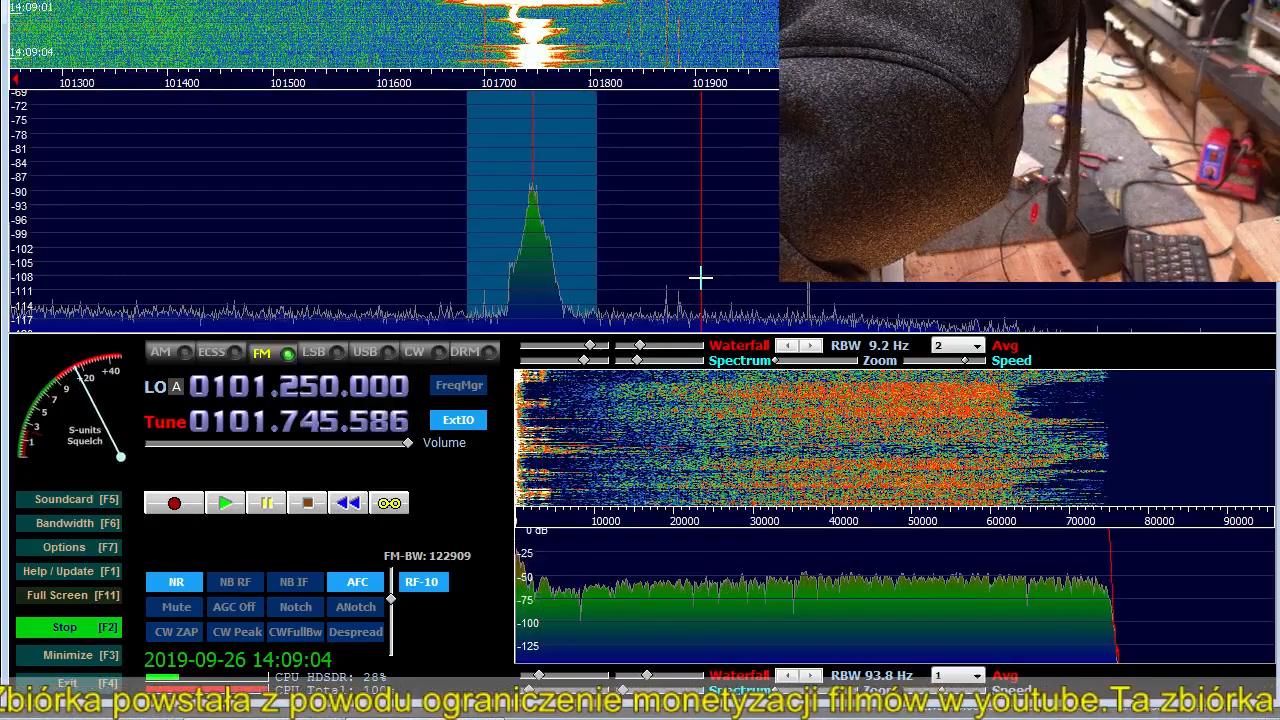 14:09:01
14:09:04
101300 101400 101500 101600 101700 101800 101900
-69
-72
-75
-78
-81
-84
-87
-90
-93
-96
-99
-102
-105
-108
-111
-114
-117
AM ECSS FM LSB USB CW DRM
Waterfall RBW 9.2 Hz 2 Avg
Spectrum Zoom Speed
+40
20
9
7
5
3
1
S-units
Squelch
LO A 0101.250.000 FreqMgr
Tune 0101.745.586 ExtIO
Volume
Soundcard [F5]
Bandwidth [F6]
Options [F7]
Help / Update [F1]
Full Screen [F11]
Stop [F2]
Minimize [F3]
10000 20000 30000 40000 50000 60000 70000 80000 90000
0 dB
-25
-50
-75
-100
-125
FM-BW: 122909
NR NB RF NB IF AFC RF-10
Mute AGC Off Notch ANotch
CW ZAP CW Peak CWFullBw Despread
2019-09-26 14:09:04
CPU HDSDR: 28%
CPU Total: 100
Waterfall RBW 93.8 Hz 1 Avg
Spectrum Zoom Speed
Zbiórka powstała z powodu ograniczenie monetyzacji filmów w youtube.Ta zbiórka